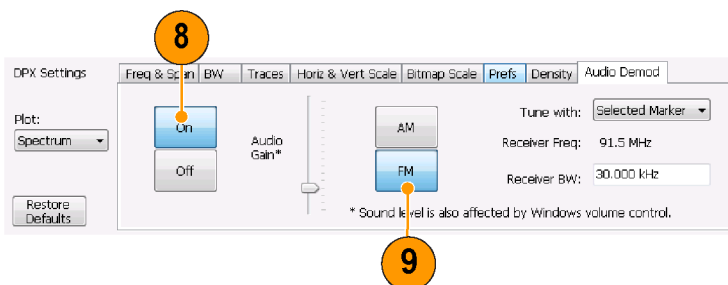 8
DPX Settings
Freq & Span BW Traces Horiz & Vert Scale Bitmap Scale Prefs Density Audio Demod
Plot:
Spectrum
On
Off
Audio
Gain*
AM
FM
Tune with: Selected Marker
Receiver Freq: 91.5 MHz
Receiver BW: 30.000 kHz
Restore
Defaults
* Sound level is also affected by Windows volume control.
9